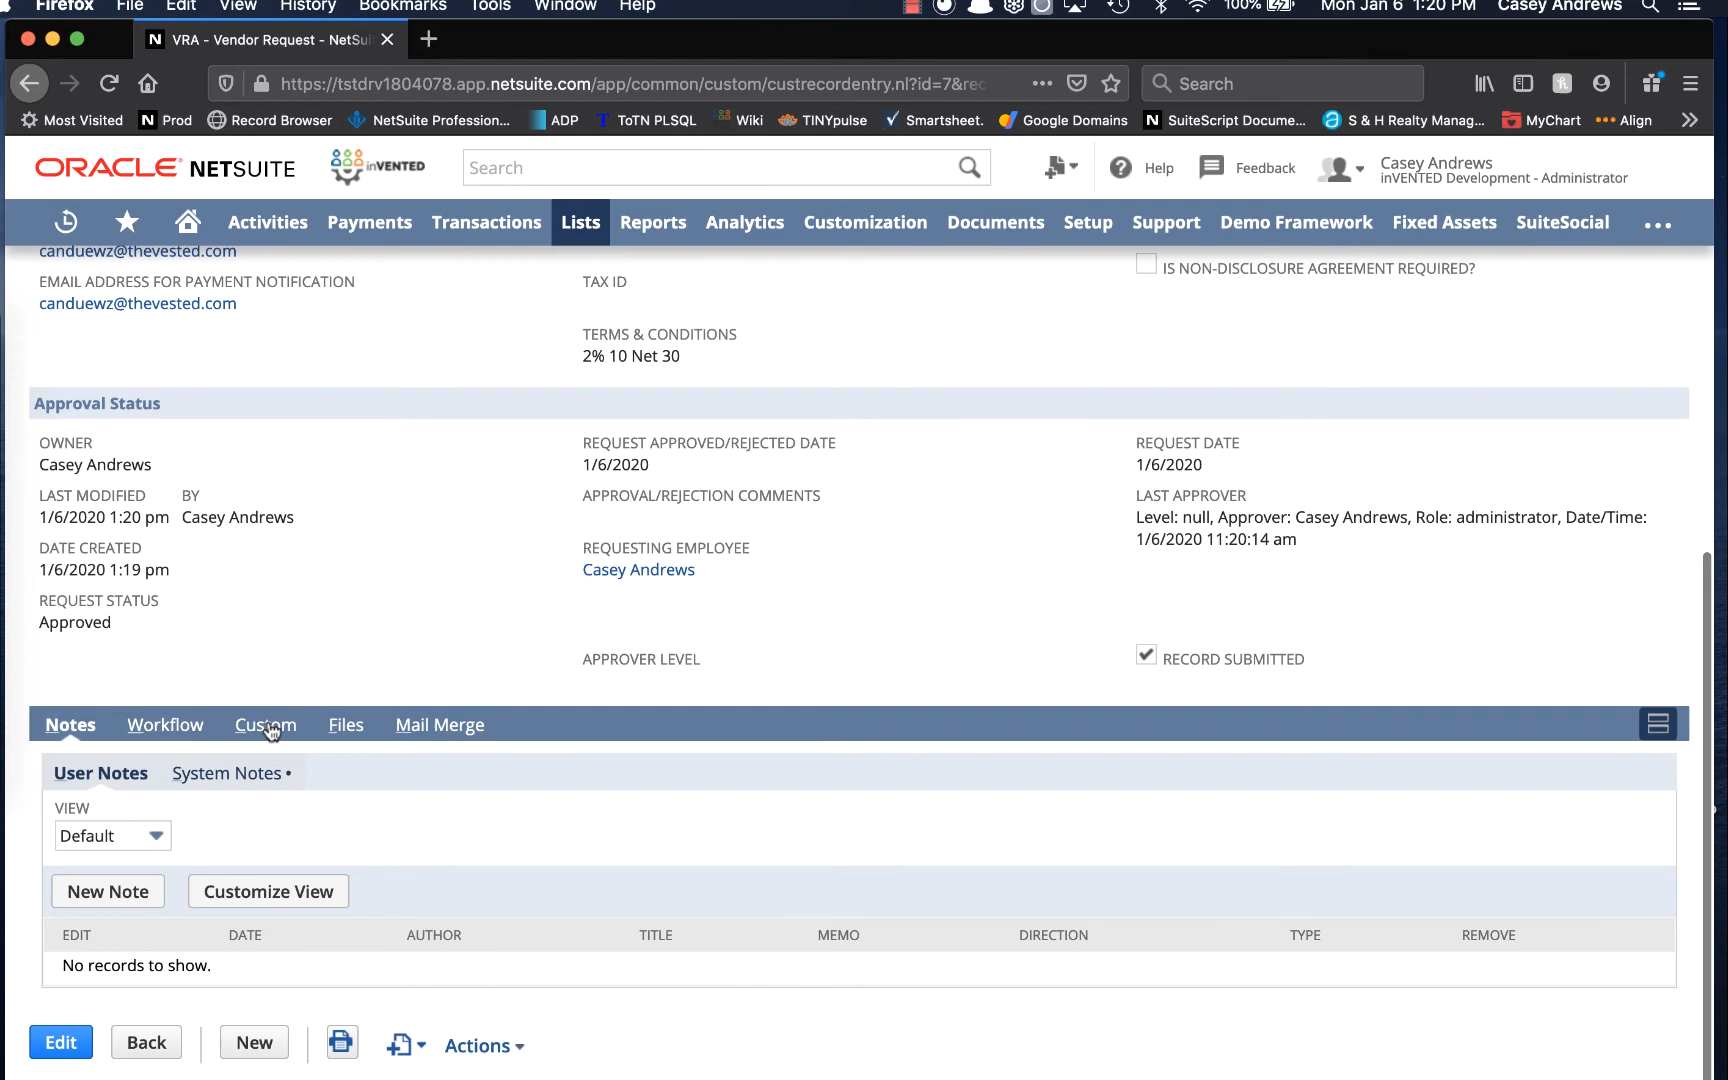 Firefox File Edit View History Bookmarks Tools Window Help 100% Mon Jan 6 1:20 PM Casey Andrews
N VRA - Vendor Request - NetSui
https://tstdrv1804078.app.netsuite.com/app/common/custom/custrecordentry.nl?id=7&rec Search
Most Visited N Prod Record Browser NetSuite Profession... ADP T ToTN PLSQL Wiki TINYpulse Smartsheet. Google Domains N SuiteScript Docume... S & H Realty Manag... MyChart Align
ORACLE NETSUITE inVENTED Search Help Feedback Casey Andrews
inVENTED Development - Administrator
Activities Payments Transactions Lists Reports Analytics Customization Documents Setup Support Demo Framework Fixed Assets SuiteSocial ...
canduewz@thevested.com
IS NON-DISCLOSURE AGREEMENT REQUIRED?
EMAIL ADDRESS FOR PAYMENT NOTIFICATION TAX ID
canduewz@thevested.com
TERMS & CONDITIONS
2% 10 Net 30
Approval Status
OWNER REQUEST APPROVED/REJECTED DATE REQUEST DATE
Casey Andrews 1/6/2020 1/6/2020
LAST MODIFIED BY APPROVAL/REJECTION COMMENTS LAST APPROVER
1/6/2020 1:20 pm Casey Andrews Level: null, Approver: Casey Andrews, Role: administrator, Date/Time:
1/6/2020 11:20:14 am
DATE CREATED REQUESTING EMPLOYEE
1/6/2020 1:19 pm Casey Andrews
REQUEST STATUS
Approved
APPROVER LEVEL RECORD SUBMITTED
Notes Workflow Custom Files Mail Merge
User Notes System Notes •
VIEW
Default
New Note Customize View
EDIT DATE AUTHOR TITLE MEMO DIRECTION TYPE REMOVE
No records to show.
Edit Back New Actions